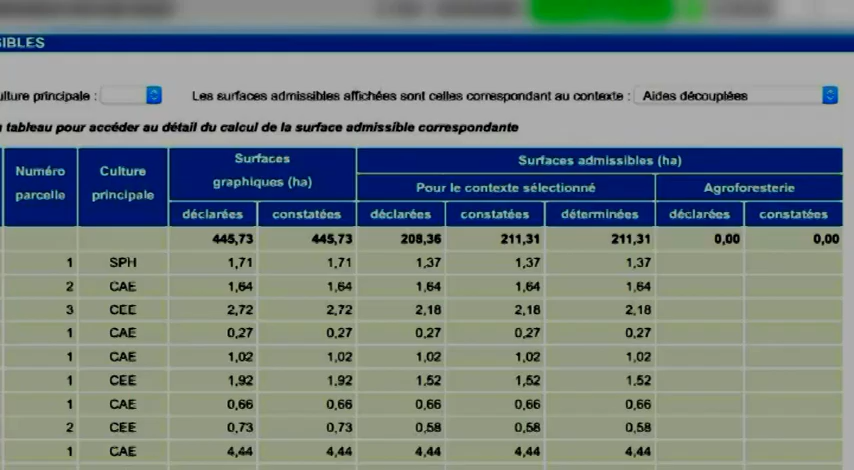 SIBLES
ulture principale : Les surfaces admissibles affichées sont celles correspondant au contexte : Aides découplées
tableau pour accéder au détail du calcul de la surface admissible correspondante
Numéro parcelle Culture principale Surfaces graphiques (ha) Surfaces admissibles (ha)
Pour le contexte sélectionné Agroforesterie
déclarées constatées déclarées constatées déterminées déclarées constatées
445,73 445,73 208,36 211,31 211,31 0,00 0,00
1 SPH 1,71 1,71 1,37 1,37 1,37
2 CAE 1,64 1,64 1,64 1,64 1,64
3 CEE 2,72 2,72 2,18 2,18 2,18
1 CAE 0,27 0,27 0,27 0,27 0,27
1 CAE 1,02 1,02 1,02 1,02 1,02
1 CEE 1,92 1,92 1,52 1,52 1,52
1 CAE 0,66 0,66 0,66 0,66 0,66
2 CEE 0,73 0,73 0,58 0,58 0,58
1 CAE 4,44 4,44 4,44 4,44 4,44